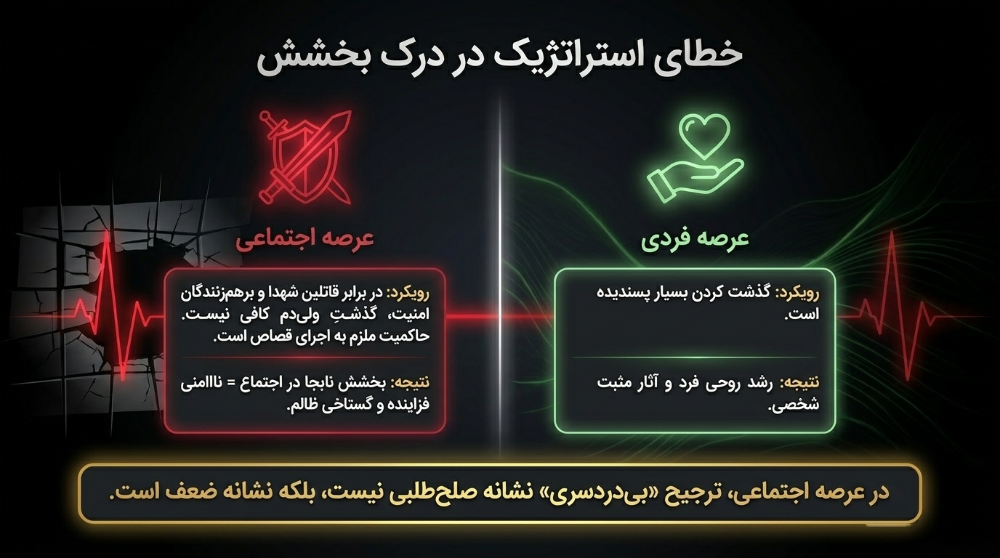 خطای استراتژیک در درک بخشش
عرصه فردی
رویکرد: گذشت کردن بسیار پسندیده
است.
نتیجه: رشد روحی فرد و آثار مثبت
شخصی.
عرصه اجتماعی
رویکرد: در برابر قاتلین شهدا و برهم‌زنندگان
امنیت، گذشتِ ولی‌دم کافی نیست.
حاکمیت ملزم به اجرای قصاص است.
نتیجه: بخشش نابجا در اجتماع = نااامنی
فزاینده و گستاخی ظالم.
در عرصه اجتماعی، ترجیح «بی‌دردسری» نشانه صلح‌طلبی نیست، بلکه نشانه ضعف است.